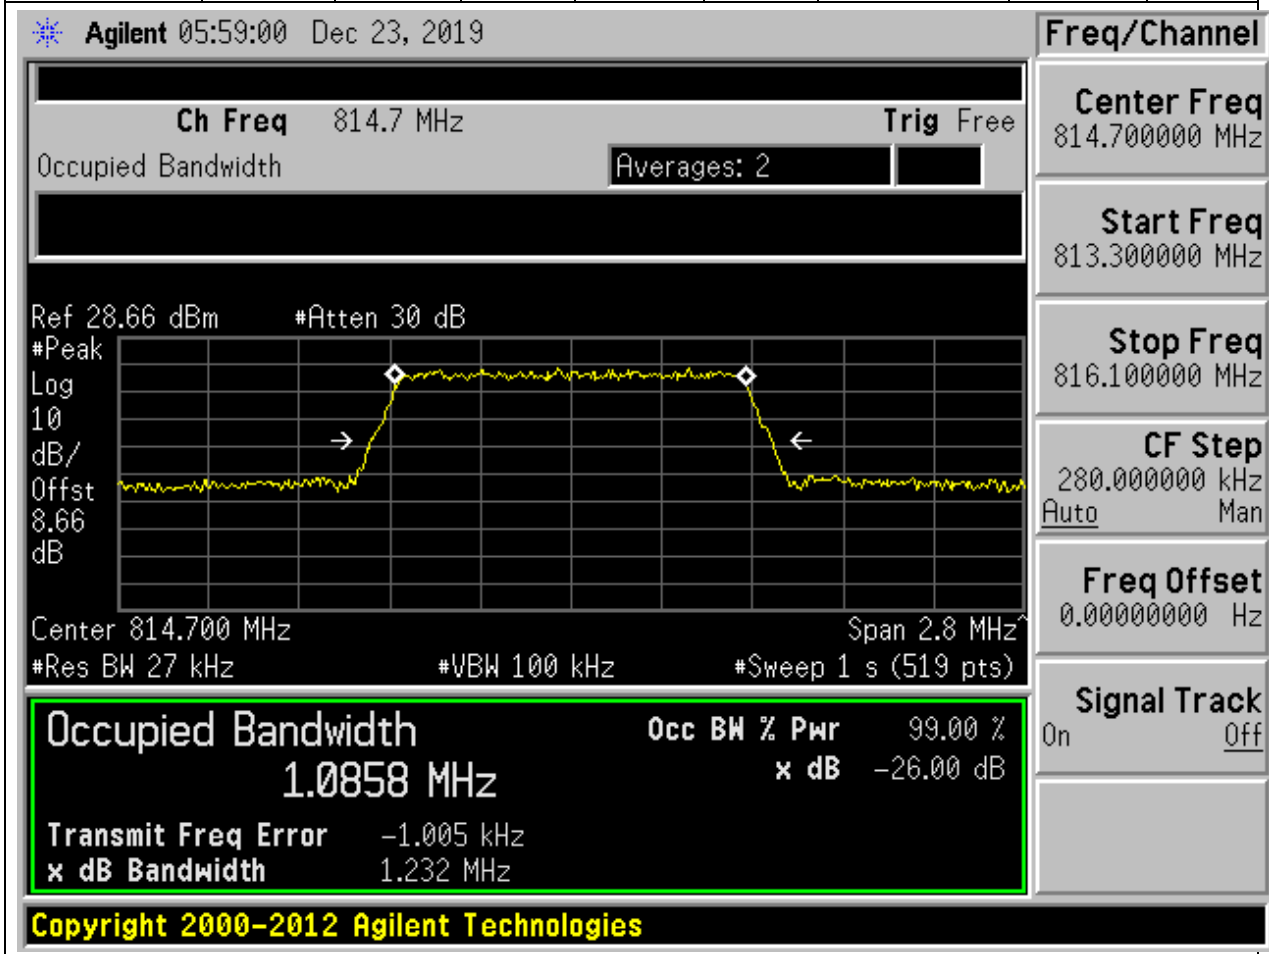 Agilent 05:59:00 Dec 23, 2019
Freq/Channel
Ch Freq 814.7 MHz
Trig Free
Occupied Bandwidth
Averages: 2
Ref 28.66 dBm #Atten 30 dB
#Peak
Log
10
dB/
Offst
8.66
dB
Center 814.700 MHz
Span 2.8 MHz^
#Res BW 27 kHz
#VBW 100 kHz
#Sweep 1 s (519 pts)
Occupied Bandwidth
1.0858 MHz
Occ BW % Pwr 99.00 %
x dB -26.00 dB
Transmit Freq Error -1.005 kHz
x dB Bandwidth 1.232 MHz
Center Freq
814.700000 MHz
Start Freq
813.300000 MHz
Stop Freq
816.100000 MHz
CF Step
280.000000 kHz
Auto Man
Freq Offset
0.00000000 Hz
Signal Track
On Off
Copyright 2000-2012 Agilent Technologies